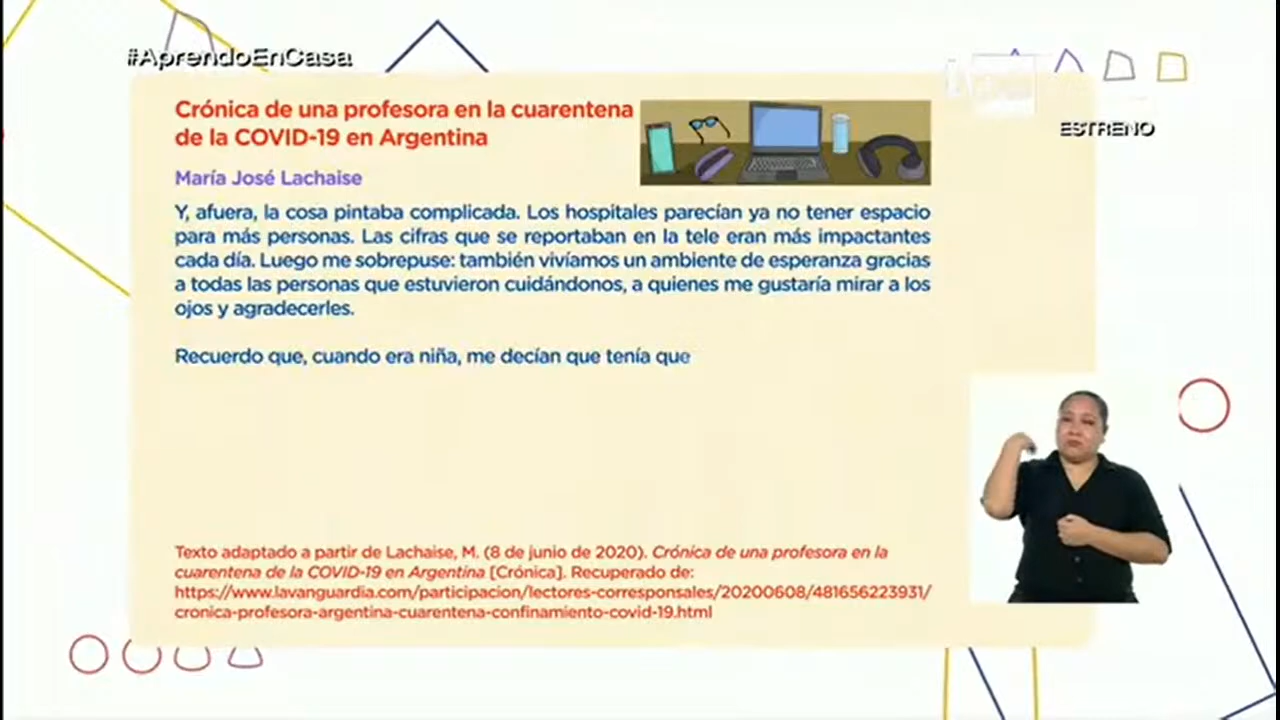 #AprendoEnCasa
ESTRENO
Crónica de una profesora en la cuarentena
de la COVID-19 en Argentina
María José Lachaise
Y, afuera, la cosa pintaba complicada. Los hospitales parecían ya no tener espacio
para más personas. Las cifras que se reportaban en la tele eran más impactantes
cada día. Luego me sobrepuse: también vivíamos un ambiente de esperanza gracias
a todas las personas que estuvieron cuidándonos, a quienes me gustaría mirar a los
ojos y agradecerles.
Recuerdo que, cuando era niña, me decían que tenía que
Texto adaptado a partir de Lachaise, M. (8 de junio de 2020). Crónica de una profesora en la
cuarentena de la COVID-19 en Argentina [Crónica]. Recuperado de:
https://www.lavanguardia.com/participacion/lectores-corresponsales/20200608/481656223931/
cronica-profesora-argentina-cuarentena-confinamiento-covid-19.html